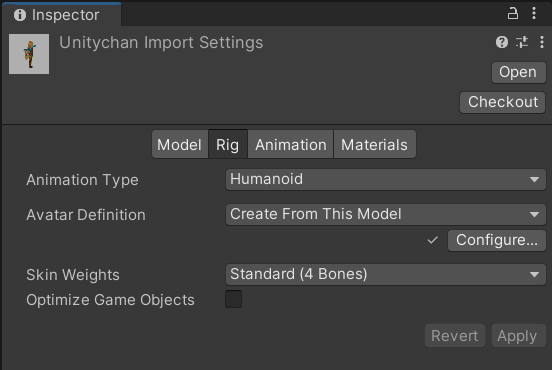 Inspector
Unitychan Import Settings
Open
Checkout
Model Rig Animation Materials
Animation Type Humanoid
Avatar Definition Create From This Model
Configure...
Skin Weights Standard (4 Bones)
Optimize Game Objects
Revert Apply